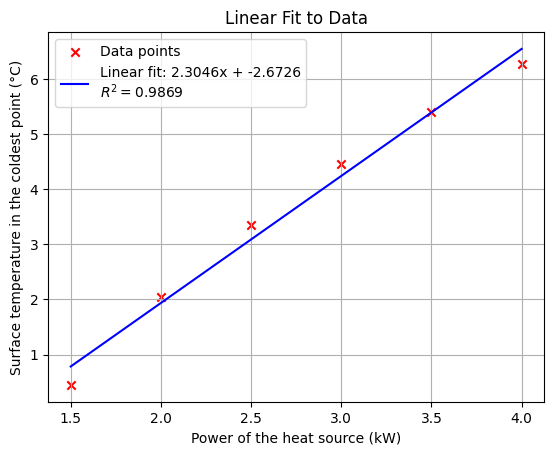 Linear Fit to Data
Data points
Linear fit: 2.3046x + -2.6726
R² = 0.9869
Surface temperature in the coldest point (°C)
6
5
4
3
2
1
1.5 2.0 2.5 3.0 3.5 4.0
Power of the heat source (kW)